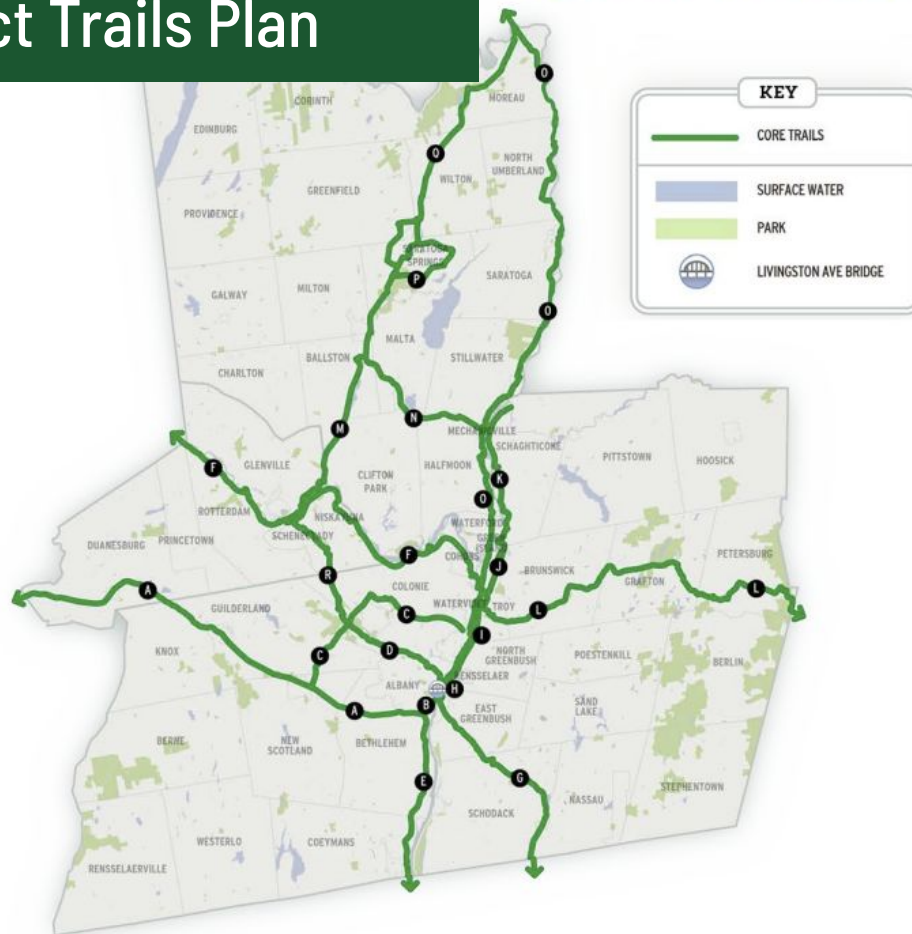 ct Trails Plan
KEY
CORE TRAILS
SURFACE WATER
PARK
LIVINGSTON AVE BRIDGE
O
MOREAU
CORINTH
EDINBURG
Q
NORTH
UMBERLAND
WILTON
GREENFIELD
PROVIDENCE
SARATOGA
SPRINGS
P
SARATOGA
GALWAY
MILTON
O
MALTA
BALLSTON
STILLWATER
CHARLTON
N
M
MECHANICVILLE
SCHAGHTICOKE
PITTSTOWN
HOOSICK
F
GLENVILLE
HALFMOON
CLIFTON
PARK
K
O
ROTTERDAM
NISKAYUNA
WATERFORD
SCHENECTADY
DUANESBURG
PRINCETOWN
F
COHOES
PETERSBURG
J
BRUNSWICK
R
GRAFTON
A
COLONIE
L
WATERVLIET
TROY
L
GUILDERLAND
C
I
KNOX
C
D
NORTH
GREENBUSH
POESTENKILL
BERLIN
RENSSELAER
ALBANY
H
B
A
EAST
GREENBUSH
SAND
LAKE
BERNE
NEW
SCOTLAND
BETHLEHEM
E
G
STEPHENTOWN
NASSAU
SCHODACK
WESTERLO
COEYMANS
RENSSELAERVILLE